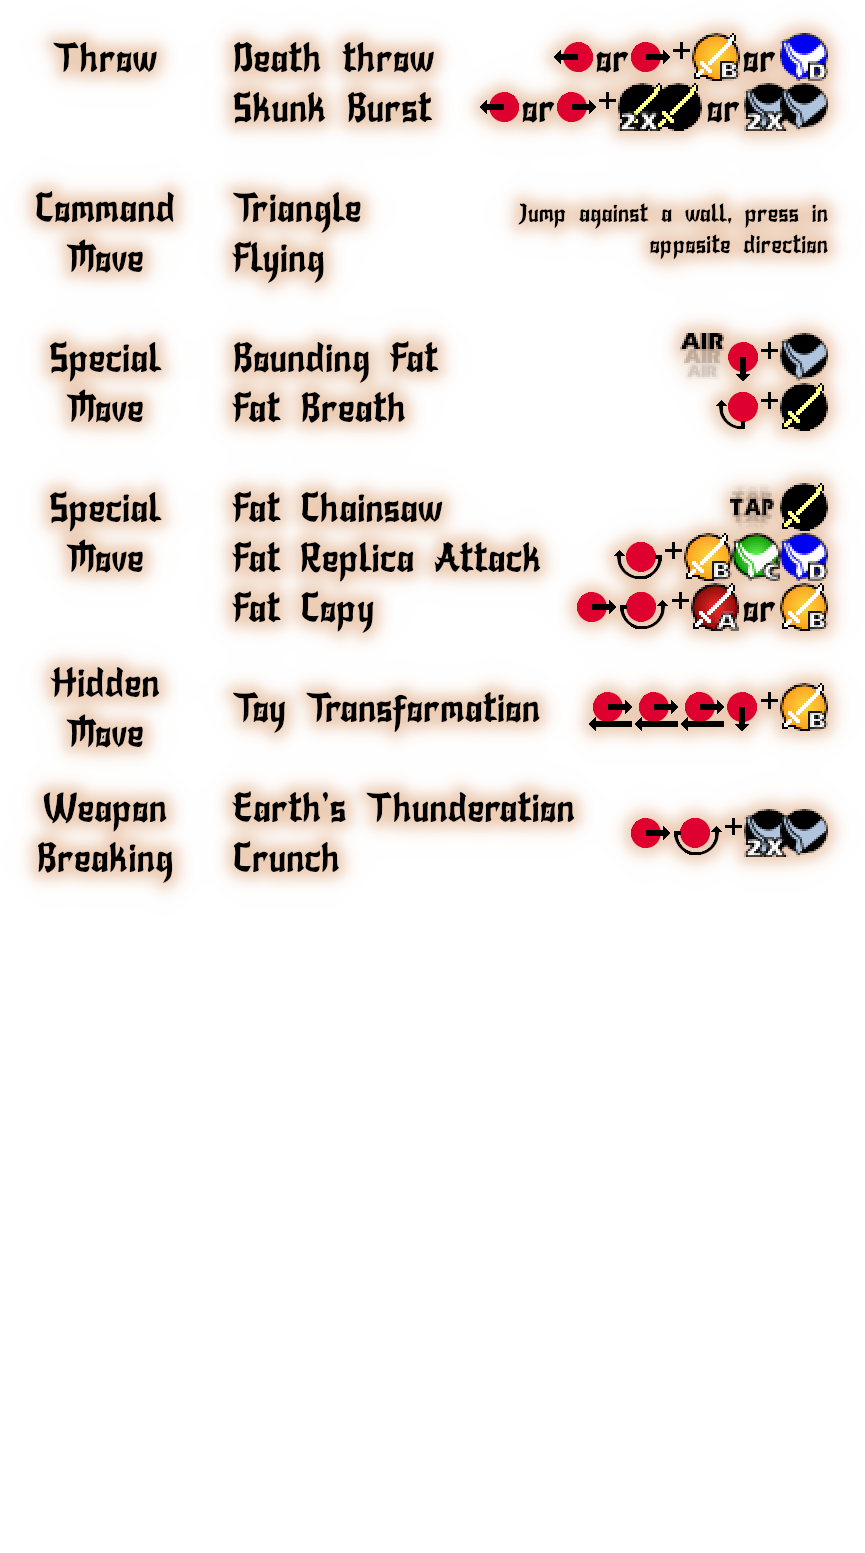 Throw Death throw or + B or D
Skunk Burst or + 2X or 2X
Command Triangle Jump against a wall, press in
Move Flying opposite direction
Special Bounding Fat AIR AIR AIR +
Move Fat Breath +
Special Fat Chainsaw TAP
Move Fat Replica Attack + B C D
Fat Copy + A or B
Hidden
Move
Toy Transformation + B
Weapon Earth's Thunderation
Breaking Crunch
+ 2X